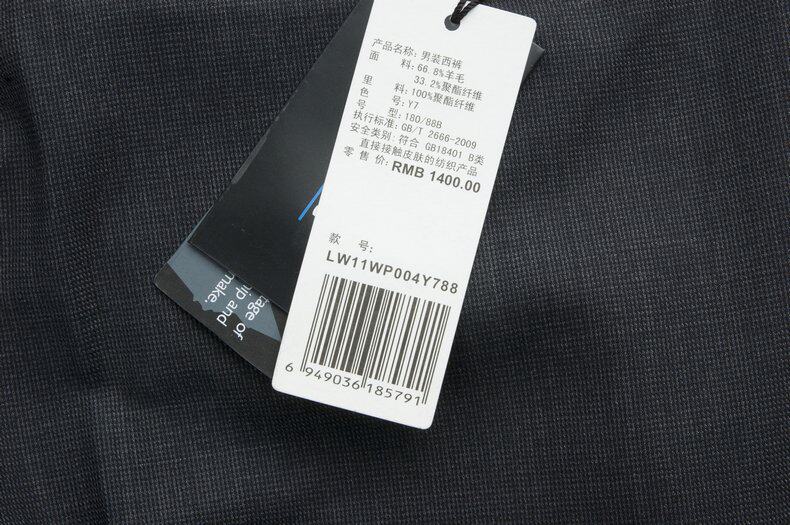 产品名称: 男装西裤
面 料: 66.8%羊毛
33.2%聚酯纤维
里 料: 100%聚酯纤维
色 号: Y7
号 型: 180/88B
执行标准: GB/T 2666-2009
安全类别: 符合 GB18401 B类
直接接触皮肤的纺织产品
零 售 价: RMB 1400.00
款 号:
LW11WP004Y788
6 949036 185791
age of
hip and
make.